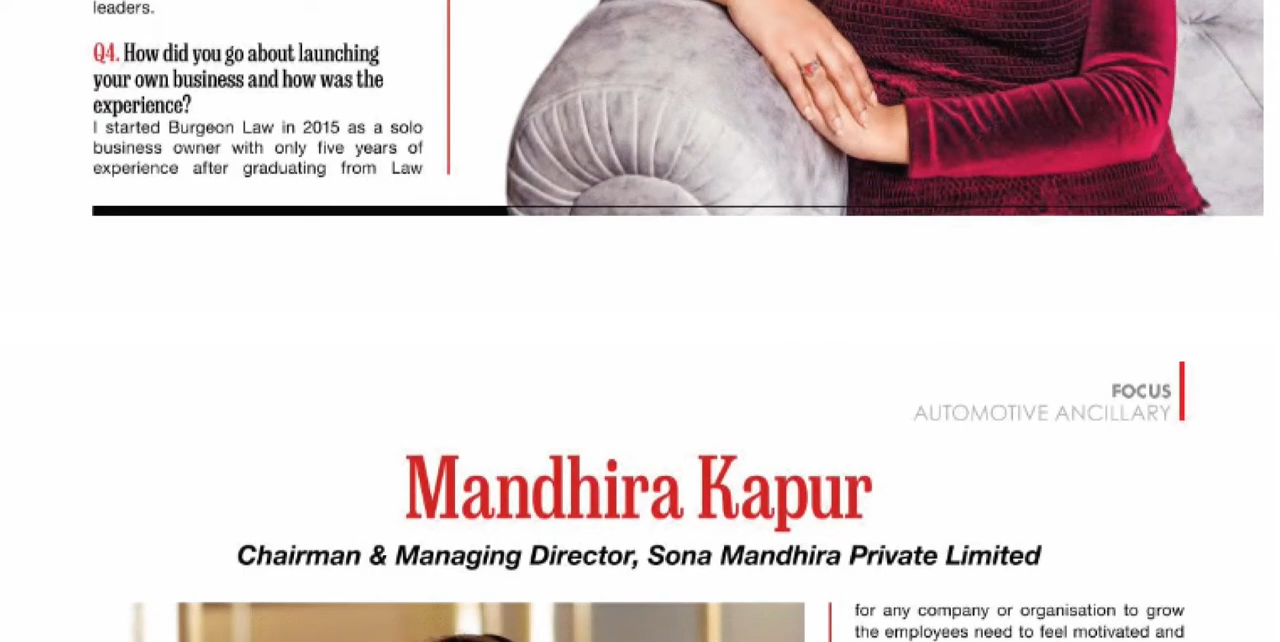 leaders.
Q4. How did you go about launching
your own business and how was the
experience?
I started Burgeon Law in 2015 as a solo
business owner with only five years of
experience after graduating from Law
FOCUS
AUTOMOTIVE ANCILLARY
Mandhira Kapur
Chairman & Managing Director, Sona Mandhira Private Limited
for any company or organisation to grow
the employees need to feel motivated and